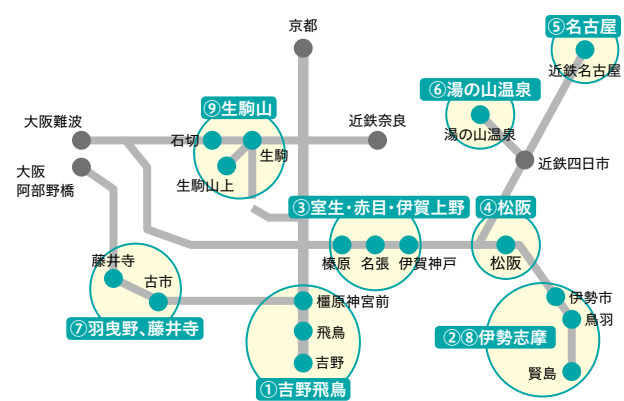 京都
⑤名古屋
近鉄名古屋
⑥湯の山温泉
湯の山温泉
近鉄四日市
⑨生駒山
大阪難波
石切
生駒
近鉄奈良
生駒山上
大阪
阿部野橋
③室生・赤目・伊賀上野
④松阪
榛原
名張
伊賀神戸
松阪
藤井寺
古市
⑦羽曳野、藤井寺
橿原神宮前
飛鳥
吉野
①吉野飛鳥
伊勢市
鳥羽
②⑧伊勢志摩
賢島